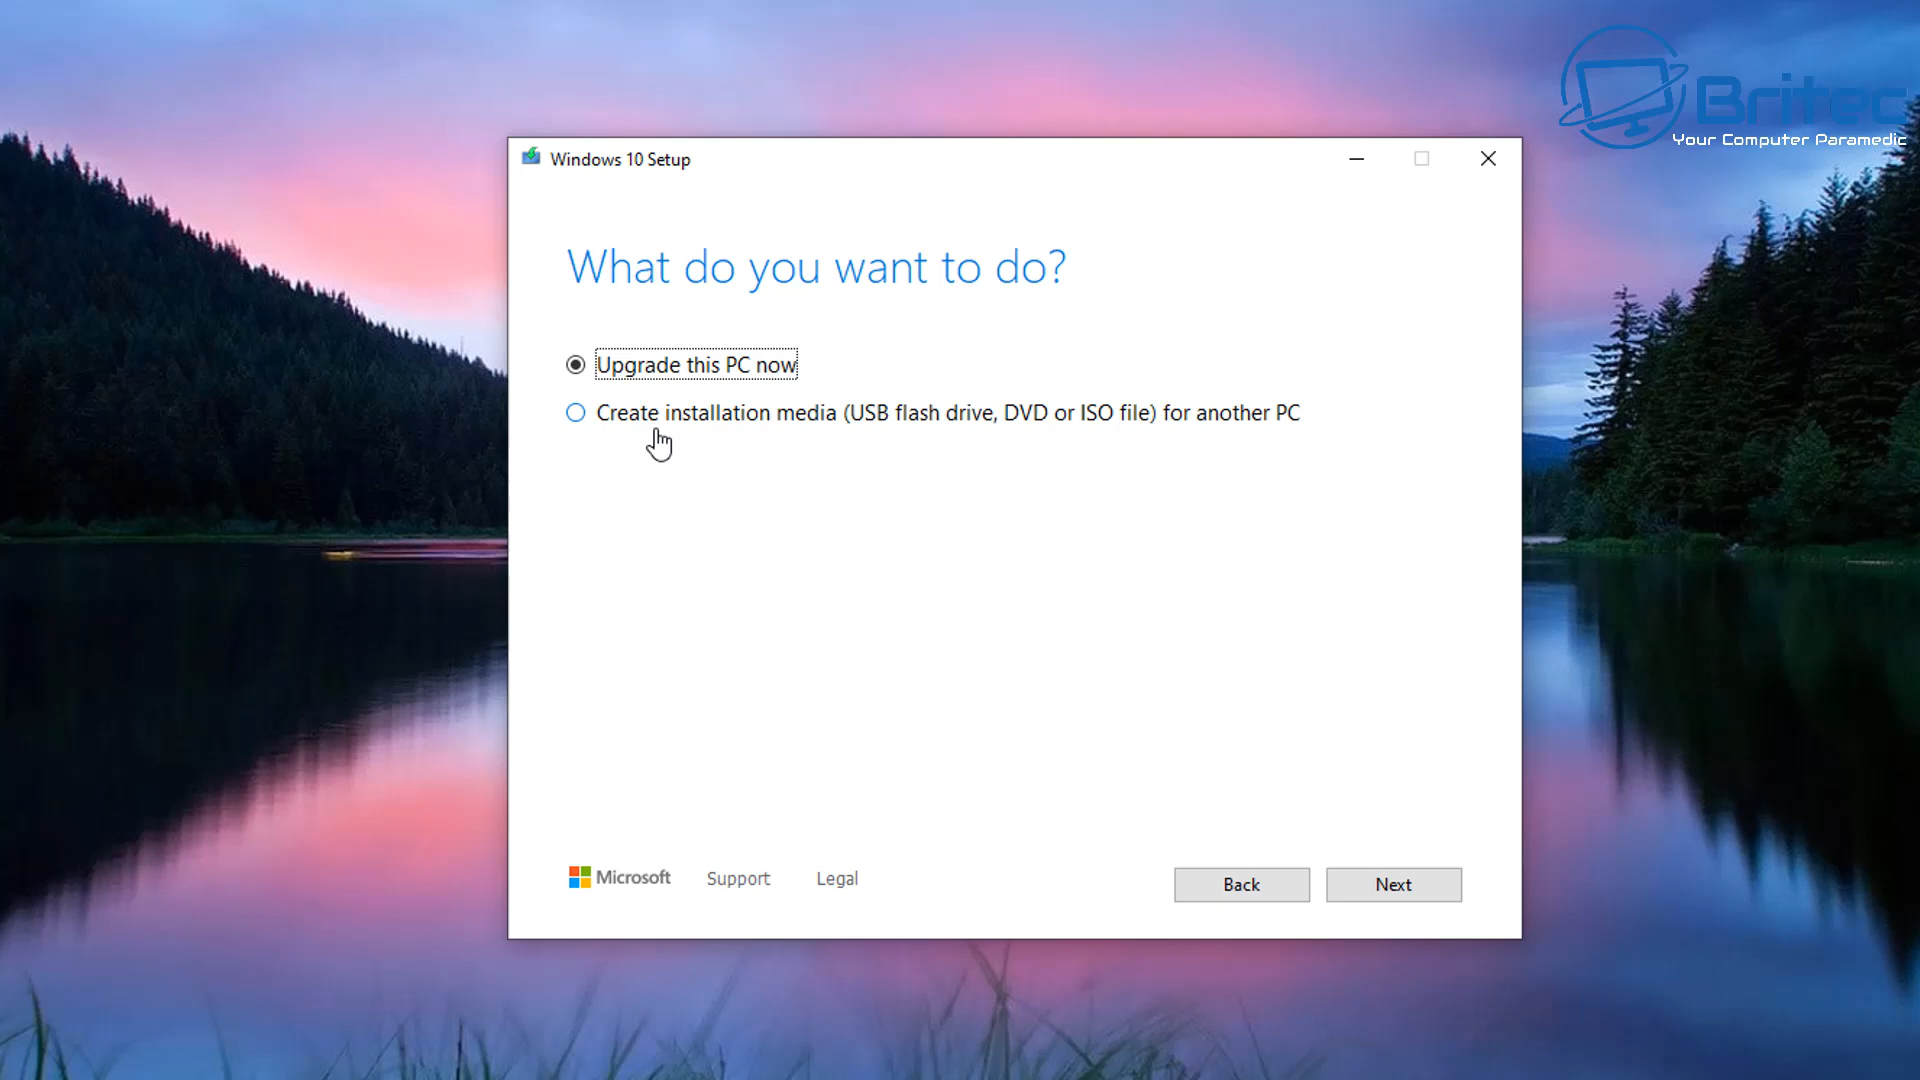 Britec
Your Computer Paramedic
Windows 10 Setup
What do you want to do?
Upgrade this PC now
Create installation media (USB flash drive, DVD or ISO file) for another PC
Microsoft
Support
Legal
Back
Next